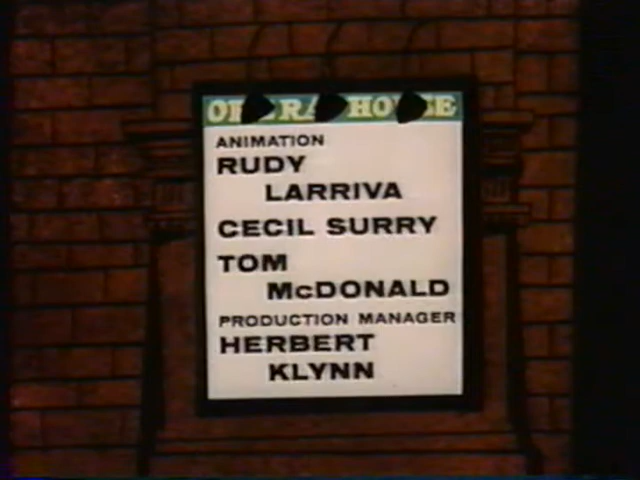 OPERA HOUSE
ANIMATION
RUDY
LARRIVA
CECIL SURRY
TOM
McDONALD
PRODUCTION MANAGER
HERBERT
KLYNN